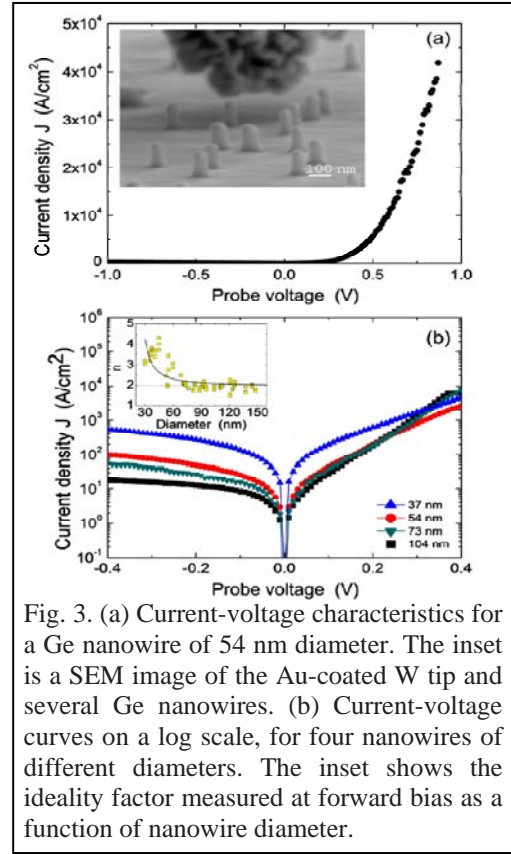 5x10⁴
(a)
4x10⁴
3x10⁴
2x10⁴
1x10⁴
0
Current density J (A/cm²)
100 nm
-1.0 -0.5 0.0 0.5 1.0
Probe voltage (V)
10⁶
(b)
10⁵
10⁴
10³
10²
10¹
10⁰
10⁻¹
Current density J (A/cm²)
n
5
4
3
2
1
30 60 90 120 150
Diameter (nm)
37 nm
54 nm
73 nm
104 nm
-0.4 -0.2 0.0 0.2 0.4
Probe voltage (V)
Fig. 3. (a) Current-voltage characteristics for
a Ge nanowire of 54 nm diameter. The inset
is a SEM image of the Au-coated W tip and
several Ge nanowires. (b) Current-voltage
curves on a log scale, for four nanowires of
different diameters. The inset shows the
ideality factor measured at forward bias as a
function of nanowire diameter.